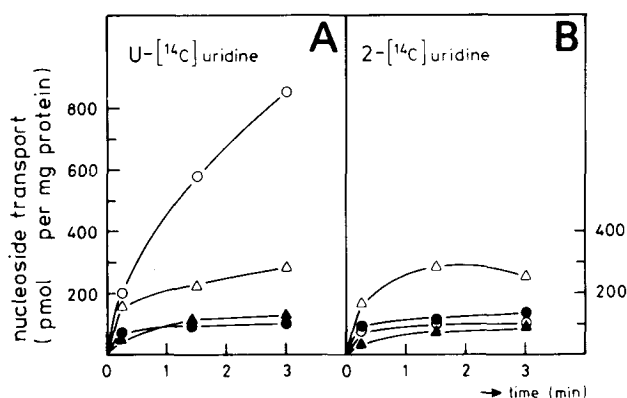 A
B
U-[¹⁴C] uridine
2-[¹⁴C] uridine
nucleoside transport
( pmol per mg protein)
800
600
400
200
400
200
0
1
2
3
0
1
2
3
→ time (min)